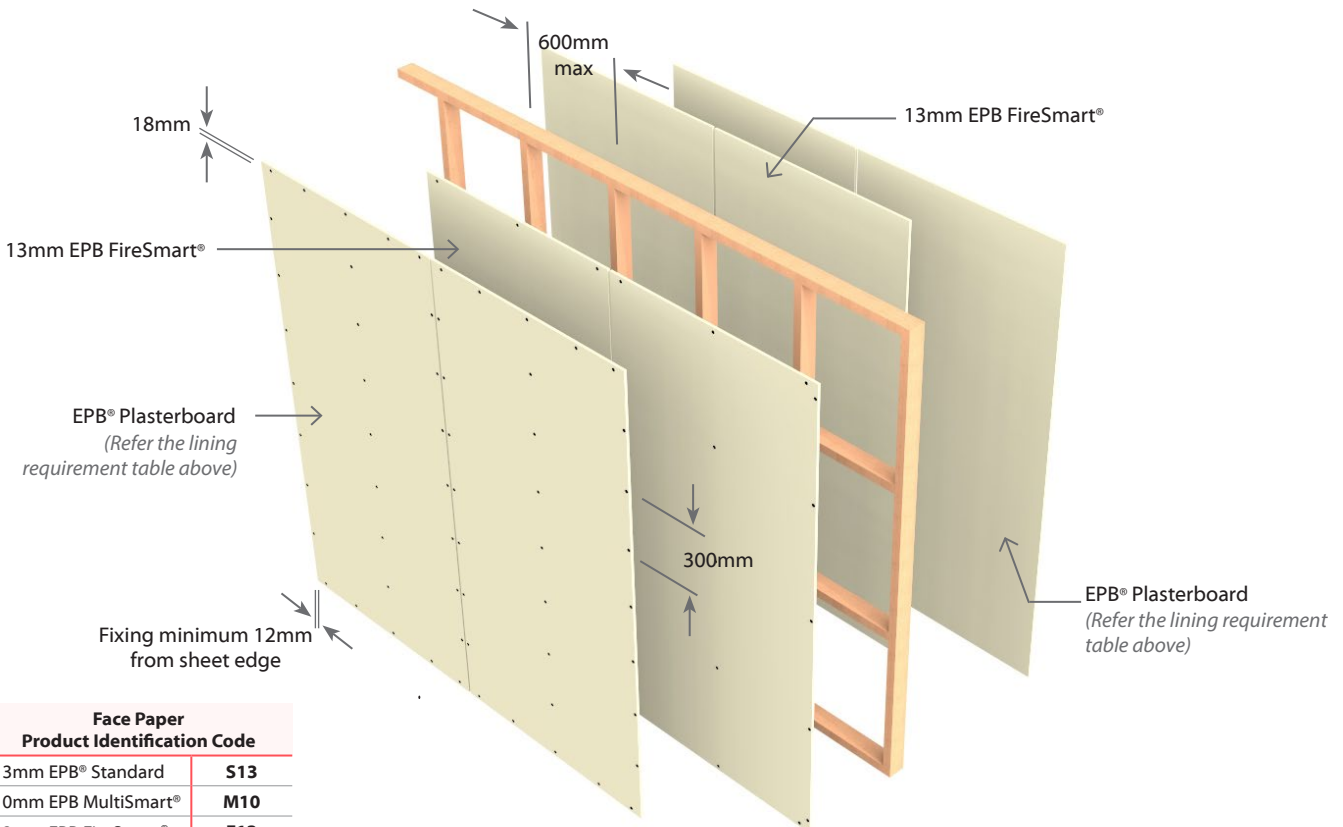 600mm
max
18mm
13mm EPB FireSmart®
13mm EPB FireSmart®
EPB® Plasterboard
(Refer the lining
requirement table above)
300mm
EPB® Plasterboard
(Refer the lining requirement
table above)
Fixing minimum 12mm
from sheet edge
Face Paper
Product Identification Code
3mm EPB® Standard S13
0mm EPB MultiSmart® M10